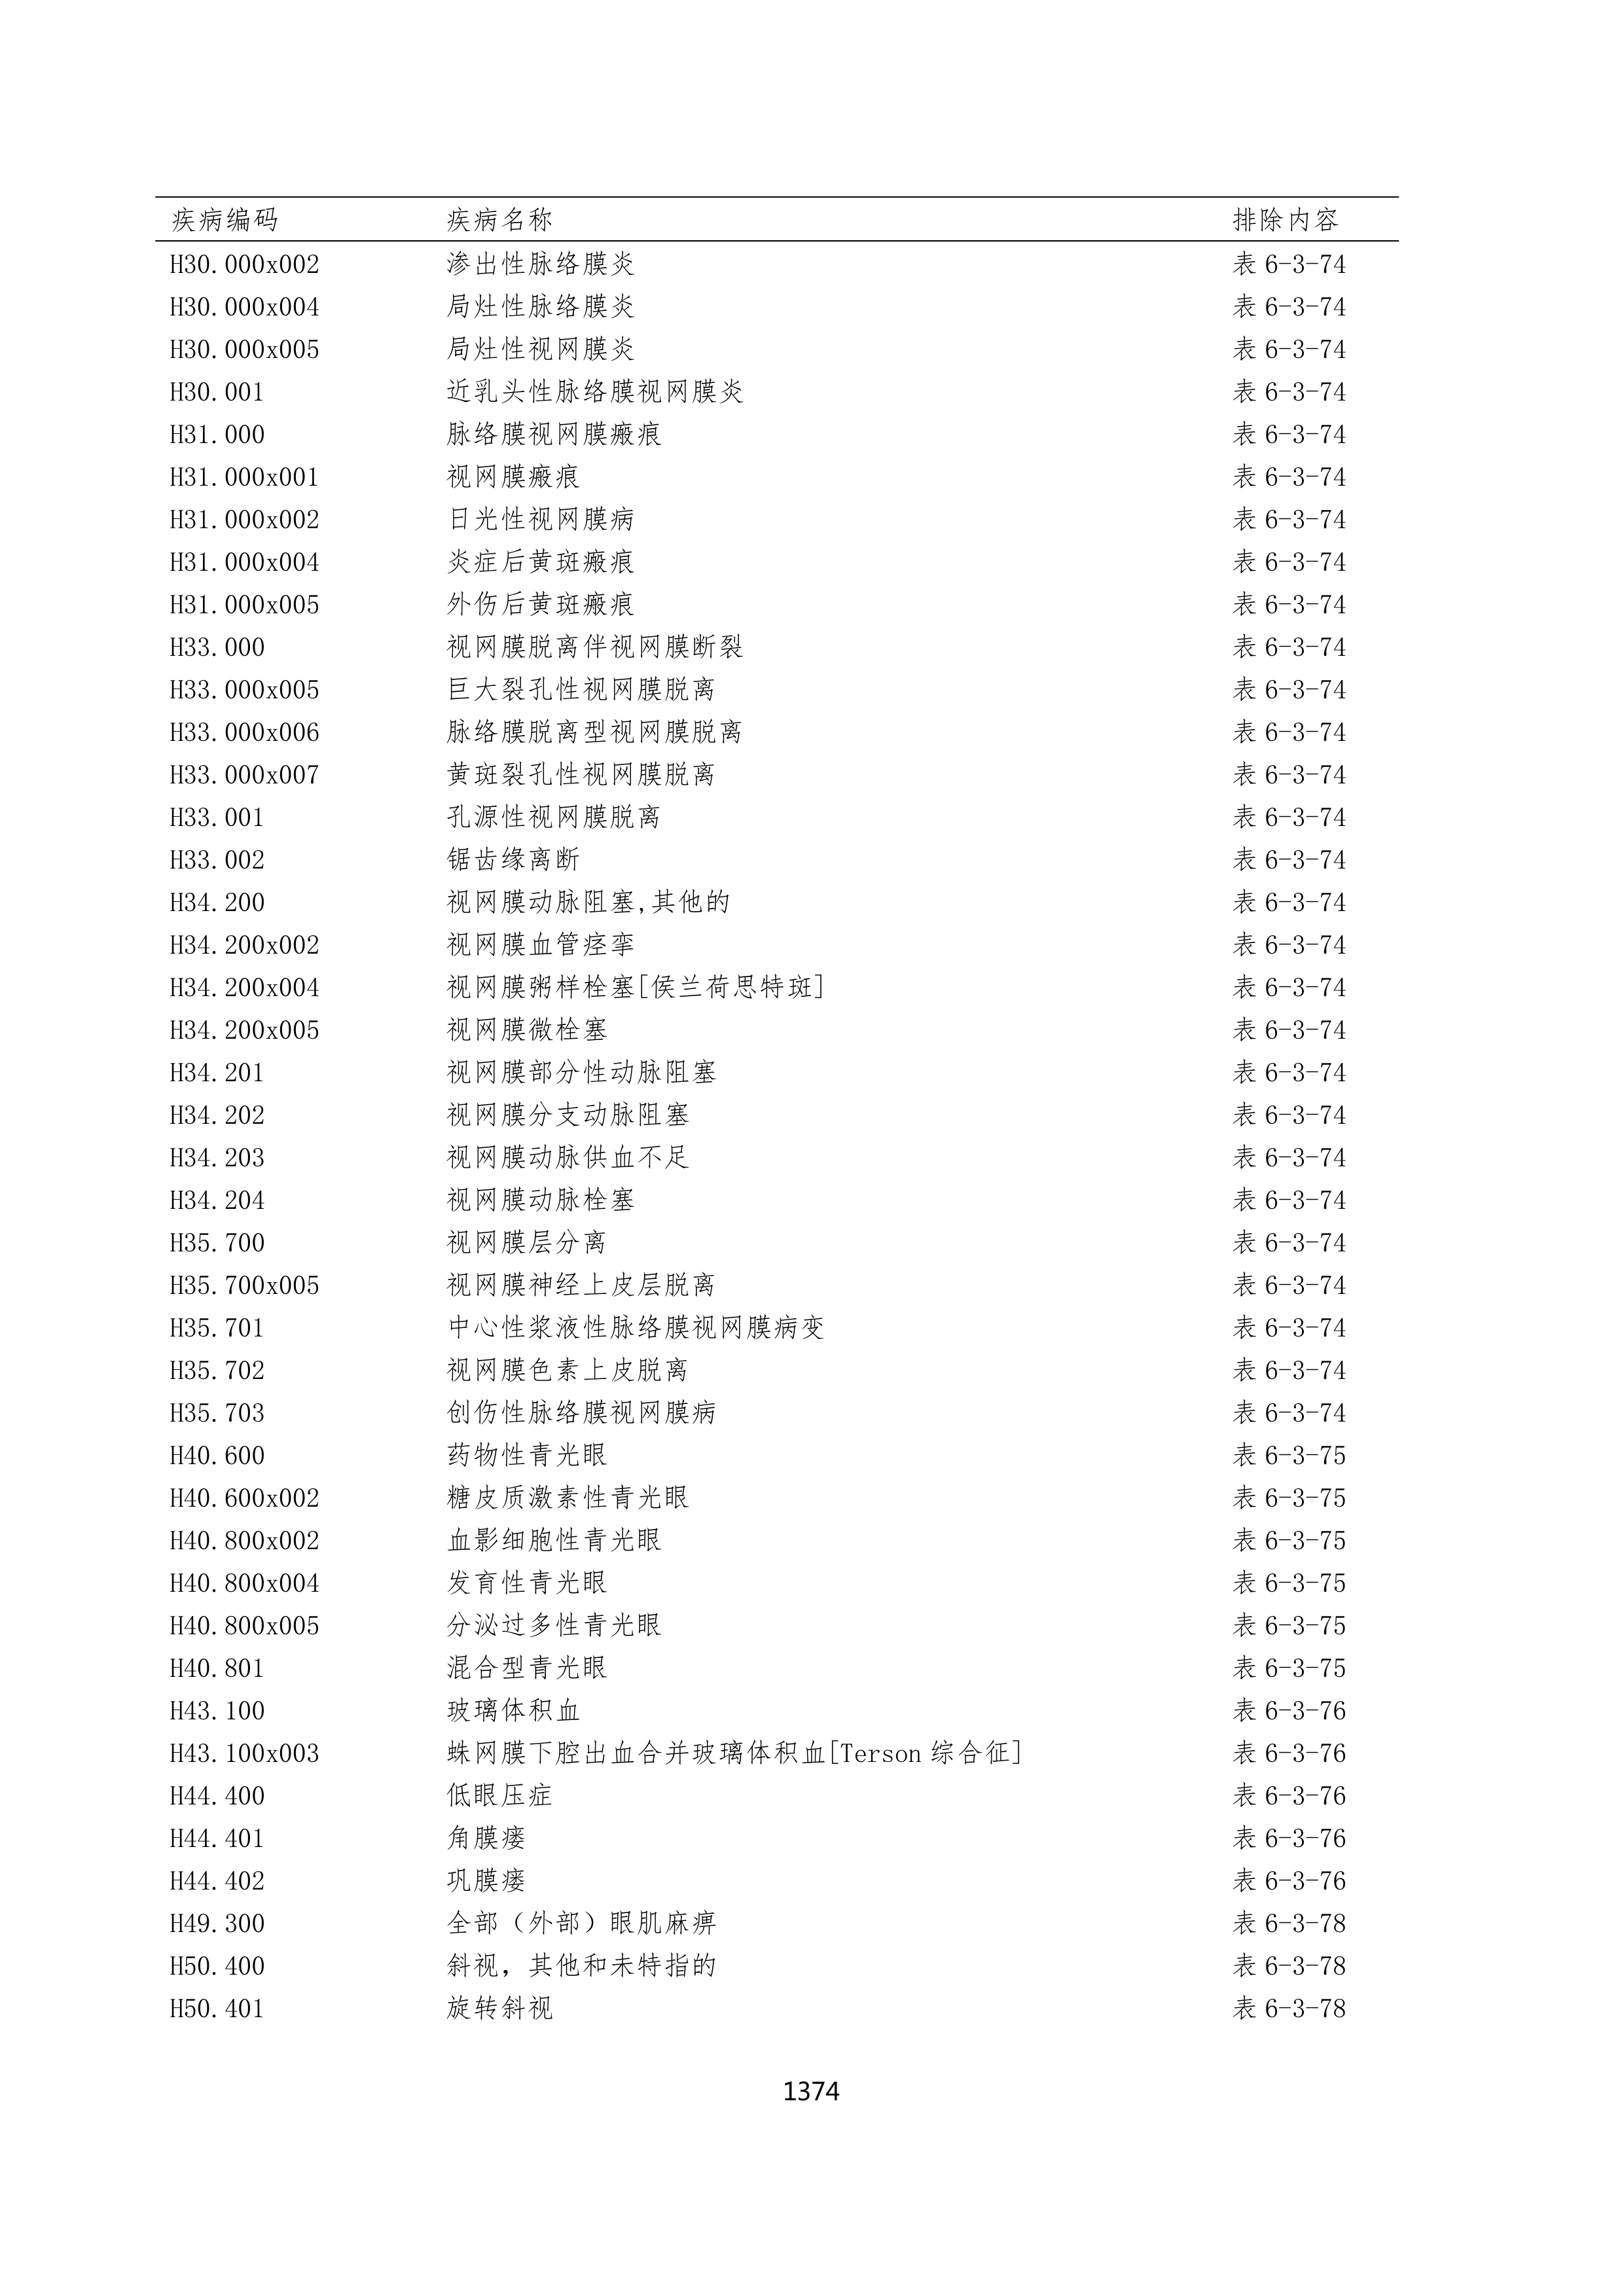 疾病编码 疾病名称 排除内容
H30.000x002 渗出性脉络膜炎 表 6-3-74
H30.000x004 局灶性脉络膜炎 表 6-3-74
H30.000x005 局灶性视网膜炎 表 6-3-74
H30.001 近乳头性脉络膜视网膜炎 表 6-3-74
H31.000 脉络膜视网膜瘢痕 表 6-3-74
H31.000x001 视网膜瘢痕 表 6-3-74
H31.000x002 日光性视网膜病 表 6-3-74
H31.000x004 炎症后黄斑瘢痕 表 6-3-74
H31.000x005 外伤后黄斑瘢痕 表 6-3-74
H33.000 视网膜脱离伴视网膜断裂 表 6-3-74
H33.000x005 巨大裂孔性视网膜脱离 表 6-3-74
H33.000x006 脉络膜脱离型视网膜脱离 表 6-3-74
H33.000x007 黄斑裂孔性视网膜脱离 表 6-3-74
H33.001 孔源性视网膜脱离 表 6-3-74
H33.002 锯齿缘离断 表 6-3-74
H34.200 视网膜动脉阻塞,其他的 表 6-3-74
H34.200x002 视网膜血管痉挛 表 6-3-74
H34.200x004 视网膜粥样栓塞[侯兰荷思特斑] 表 6-3-74
H34.200x005 视网膜微栓塞 表 6-3-74
H34.201 视网膜部分性动脉阻塞 表 6-3-74
H34.202 视网膜分支动脉阻塞 表 6-3-74
H34.203 视网膜动脉供血不足 表 6-3-74
H34.204 视网膜动脉栓塞 表 6-3-74
H35.700 视网膜层分离 表 6-3-74
H35.700x005 视网膜神经上皮层脱离 表 6-3-74
H35.701 中心性浆液性脉络膜视网膜病变 表 6-3-74
H35.702 视网膜色素上皮脱离 表 6-3-74
H35.703 创伤性脉络膜视网膜病 表 6-3-74
H40.600 药物性青光眼 表 6-3-75
H40.600x002 糖皮质激素性青光眼 表 6-3-75
H40.800x002 血影细胞性青光眼 表 6-3-75
H40.800x004 发育性青光眼 表 6-3-75
H40.800x005 分泌过多性青光眼 表 6-3-75
H40.801 混合型青光眼 表 6-3-75
H43.100 玻璃体积血 表 6-3-76
H43.100x003 蛛网膜下腔出血合并玻璃体积血[Terson 综合征] 表 6-3-76
H44.400 低眼压症 表 6-3-76
H44.401 角膜瘘 表 6-3-76
H44.402 巩膜瘘 表 6-3-76
H49.300 全部（外部）眼肌麻痹 表 6-3-78
H50.400 斜视，其他和未特指的 表 6-3-78
H50.401 旋转斜视 表 6-3-78
1374